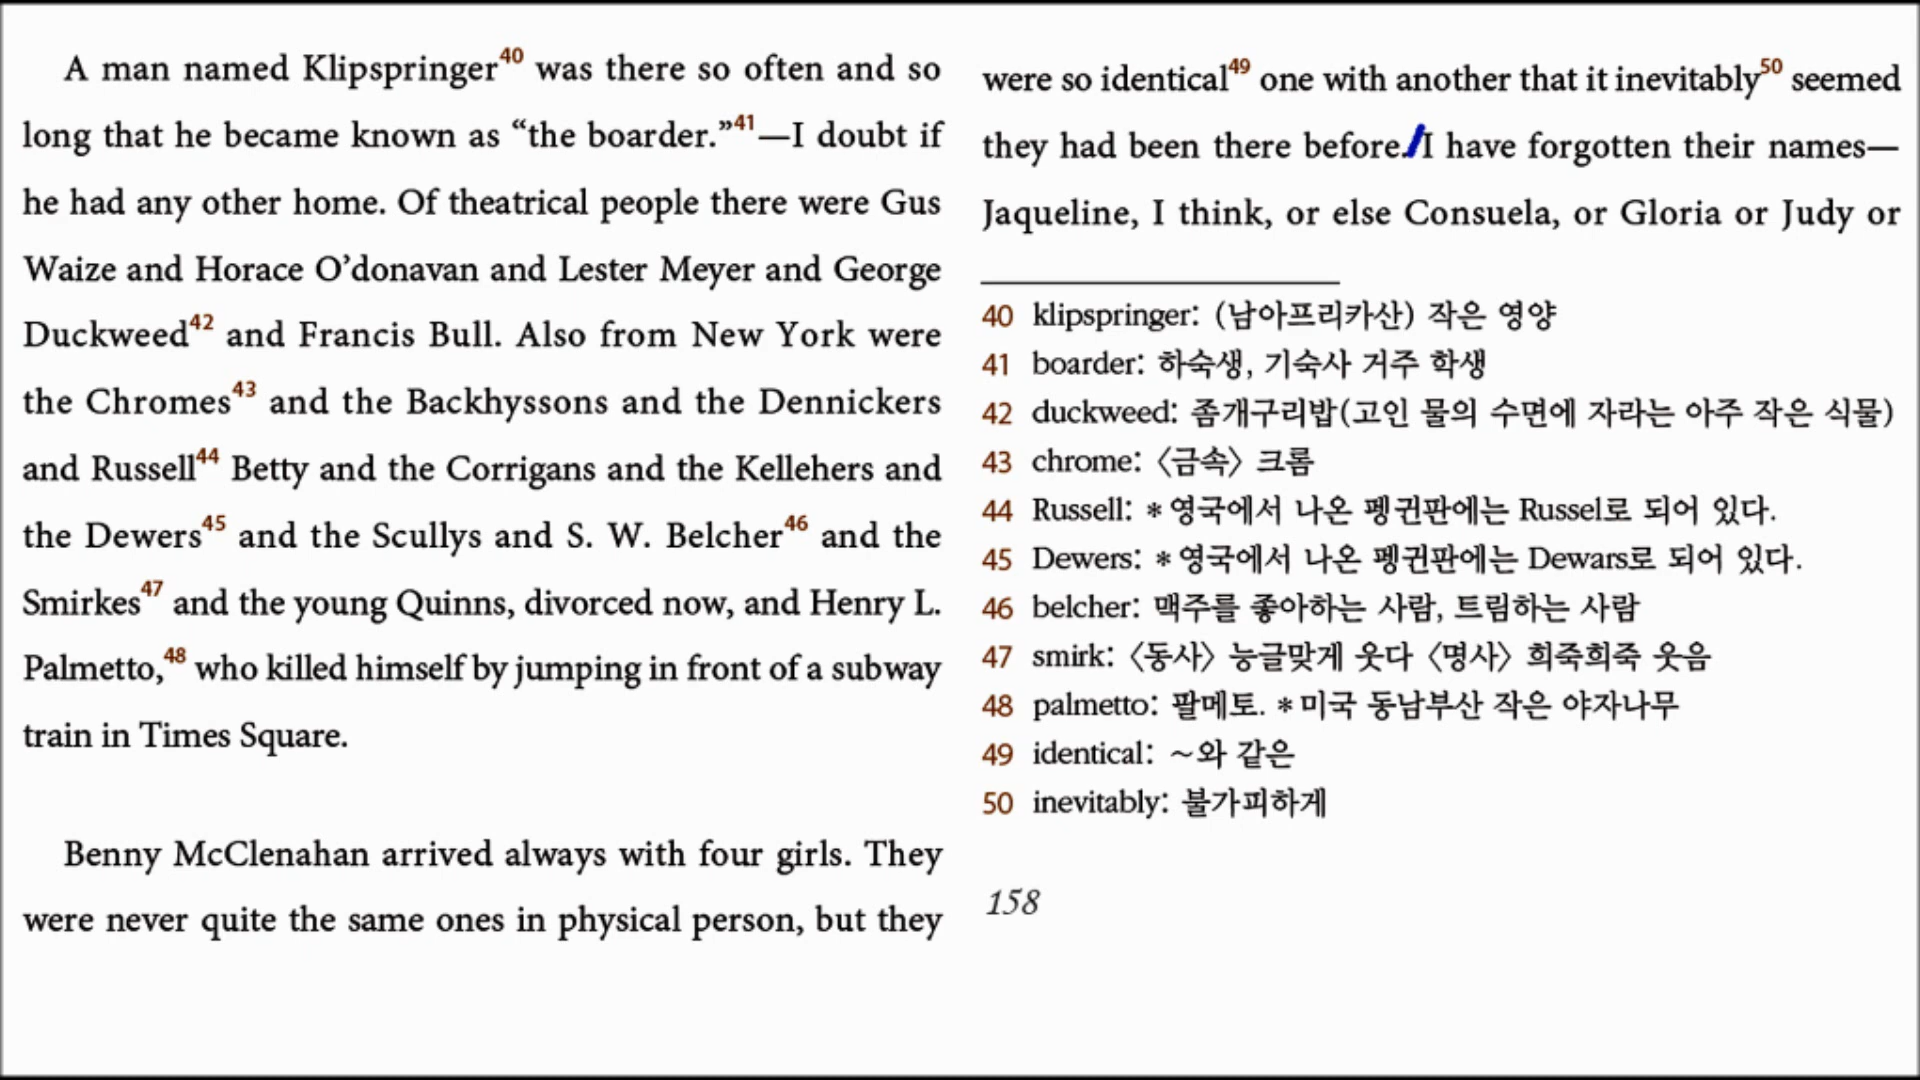 A man named Klipspringer40 was there so often and so
long that he became known as “the boarder.”41—I doubt if
he had any other home. Of theatrical people there were Gus
Waize and Horace O’donavan and Lester Meyer and George
Duckweed42 and Francis Bull. Also from New York were
the Chromes43 and the Backhyssons and the Dennickers
and Russell44 Betty and the Corrigans and the Kellehers and
the Dewers45 and the Scullys and S. W. Belcher46 and the
Smirkes47 and the young Quinns, divorced now, and Henry L.
Palmetto,48 who killed himself by jumping in front of a subway
train in Times Square.
Benny McClenahan arrived always with four girls. They
were never quite the same ones in physical person, but they
were so identical49 one with another that it inevitably50 seemed
they had been there before. I have forgotten their names—
Jaqueline, I think, or else Consuela, or Gloria or Judy or
40 klipspringer: (남아프리카산) 작은 영양
41 boarder: 하숙생, 기숙사 거주 학생
42 duckweed: 좀개구리밥(고인 물의 수면에 자라는 아주 작은 식물)
43 chrome: 〈금속〉 크롬
44 Russell: *영국에서 나온 펭귄판에는 Russel로 되어 있다.
45 Dewers: *영국에서 나온 펭귄판에는 Dewars로 되어 있다.
46 belcher: 맥주를 좋아하는 사람, 트림하는 사람
47 smirk: 〈동사〉 능글맞게 웃다 〈명사〉 희죽희죽 웃음
48 palmetto: 팔메토. *미국 동남부산 작은 야자나무
49 identical: ~와 같은
50 inevitably: 불가피하게
158